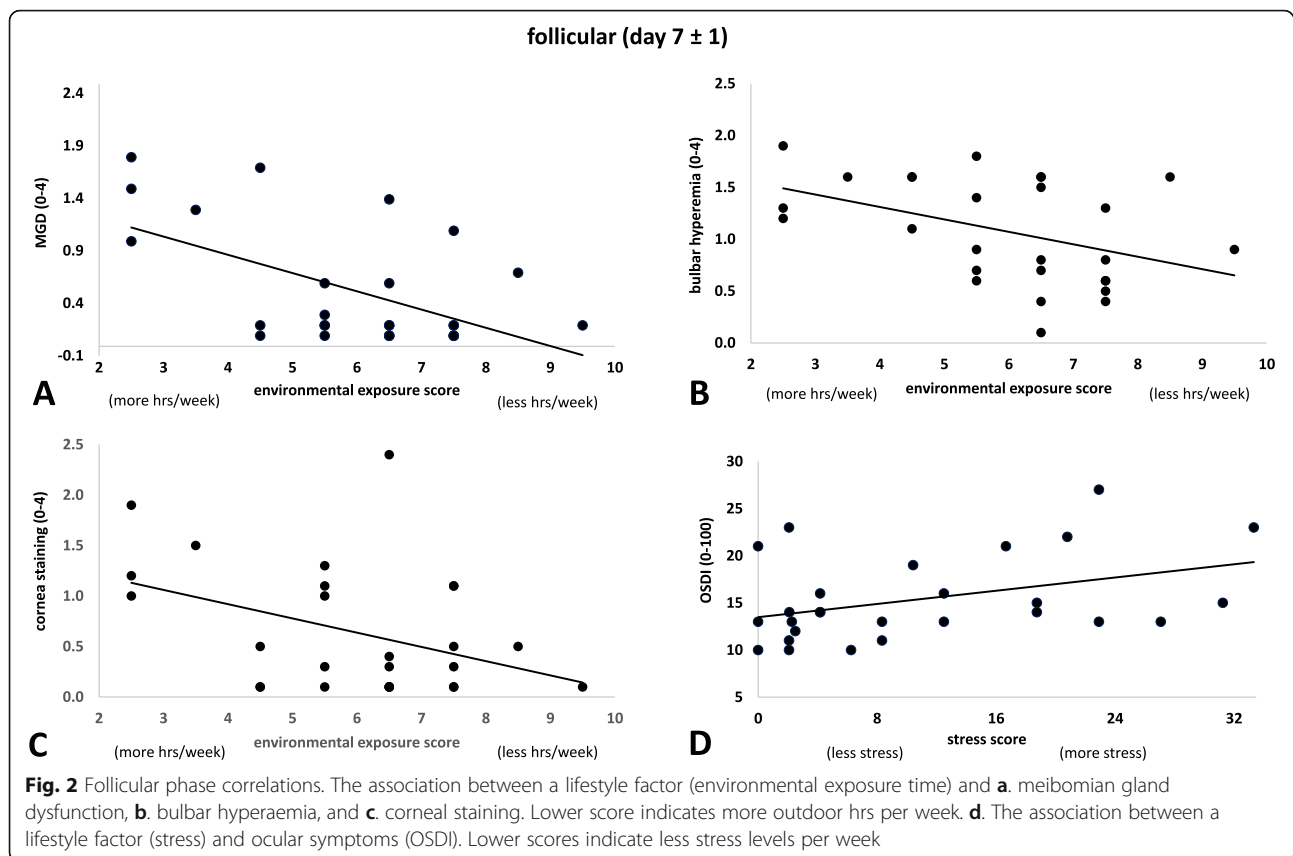 follicular (day 7 ± 1)
2.4
1.9
1.4
0.9
0.4
-0.1
MGD (0-4)
2 3 4 5 6 7 8 9 10
environmental exposure score
A
(more hrs/week) (less hrs/week)
2.5
2.0
1.5
1.0
0.5
0.0
bulbar hyperemia (0-4)
2 3 4 5 6 7 8 9 10
environmental exposure score
B
(more hrs/week) (less hrs/week)
2.5
2.0
1.5
1.0
0.5
0.0
cornea staining (0-4)
2 3 4 5 6 7 8 9 10
environmental exposure score
C
(more hrs/week) (less hrs/week)
30
25
20
15
10
5
OSDI (0-100)
0 8 16 24 32
stress score
D
(less stress) (more stress)
Fig. 2 Follicular phase correlations. The association between a lifestyle factor (environmental exposure time) and a. meibomian gland
dysfunction, b. bulbar hyperaemia, and c. corneal staining. Lower score indicates more outdoor hrs per week. d. The association between a
lifestyle factor (stress) and ocular symptoms (OSDI). Lower scores indicate less stress levels per week